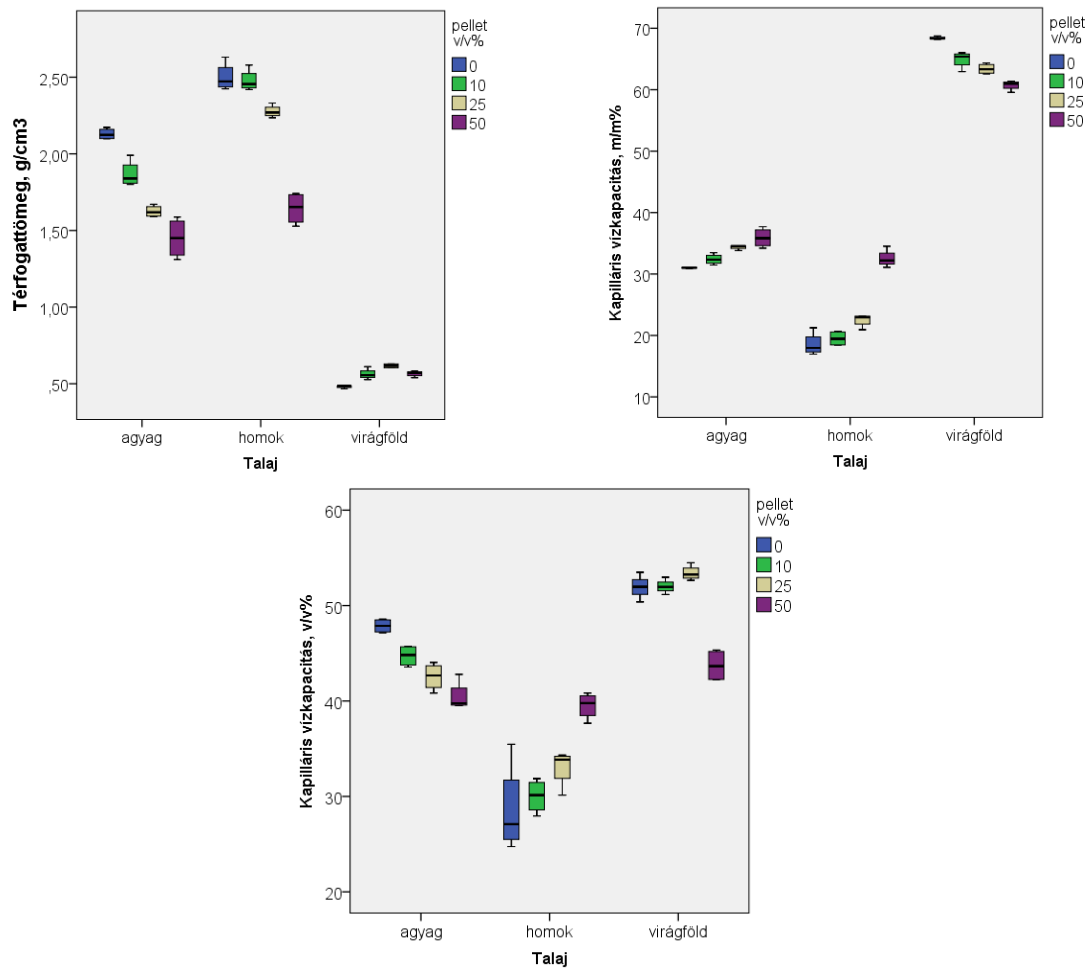 pellet
v/v%
0
10
25
50
Térfogattömeg, g/cm3
2,50
2,00
1,50
1,00
,50
agyag
homok
virágföld
Talaj
pellet
v/v%
0
10
25
50
Kapilláris vízkapacitás, m/m%
70
60
50
40
30
20
10
agyag
homok
virágföld
Talaj
pellet
v/v%
0
10
25
50
Kapilláris vízkapacitás, v/v%
60
50
40
30
20
agyag
homok
virágföld
Talaj